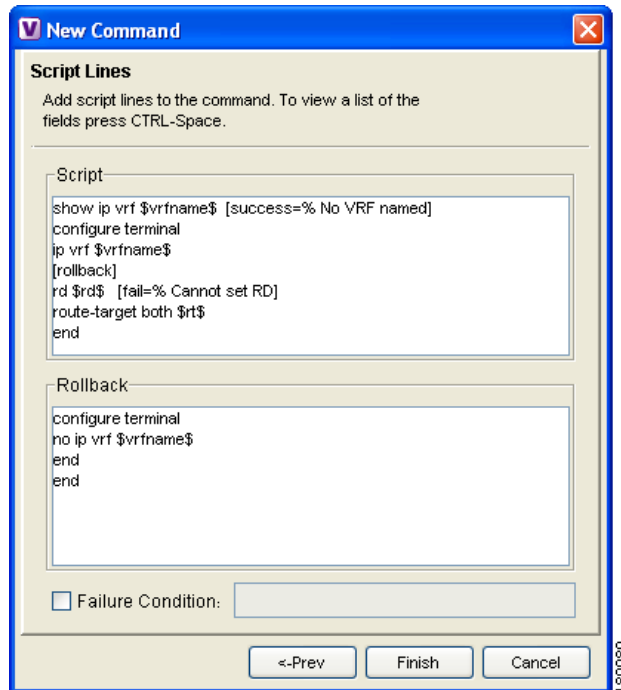 V New Command
Script Lines
Add script lines to the command. To view a list of the
fields press CTRL-Space.
Script
show ip vrf $vrfname$ [success=% No VRF named]
configure terminal
ip vrf $vrfname$
[rollback]
rd $rd$ [fail=% Cannot set RD]
route-target both $rt$
end
Rollback
configure terminal
no ip vrf $vrfname$
end
end
Failure Condition:
<-Prev
Finish
Cancel